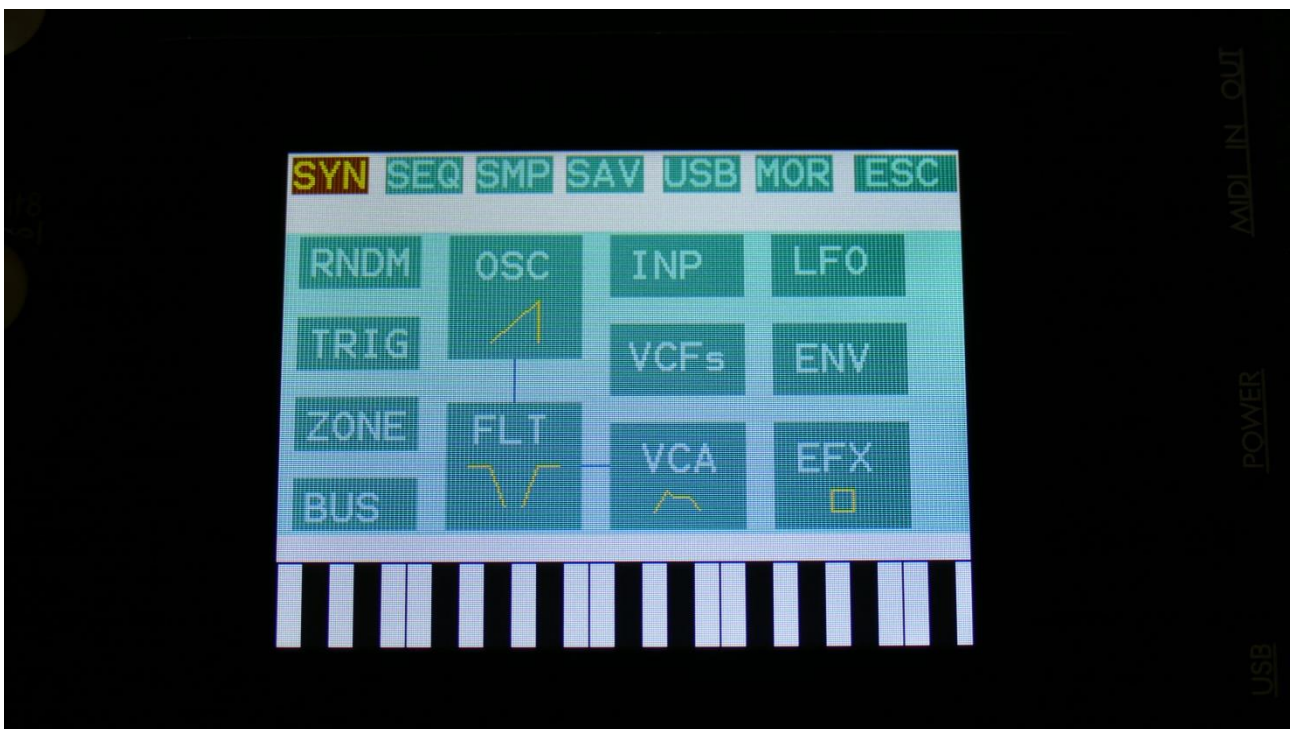 SYN SEQ SMP SAV USB MOR ESC
RNDM OSC INP LFO
TRIG VCFs ENV
ZONE FLT VCA EFX
BUS
MIDI IN OUT
POWER
USB